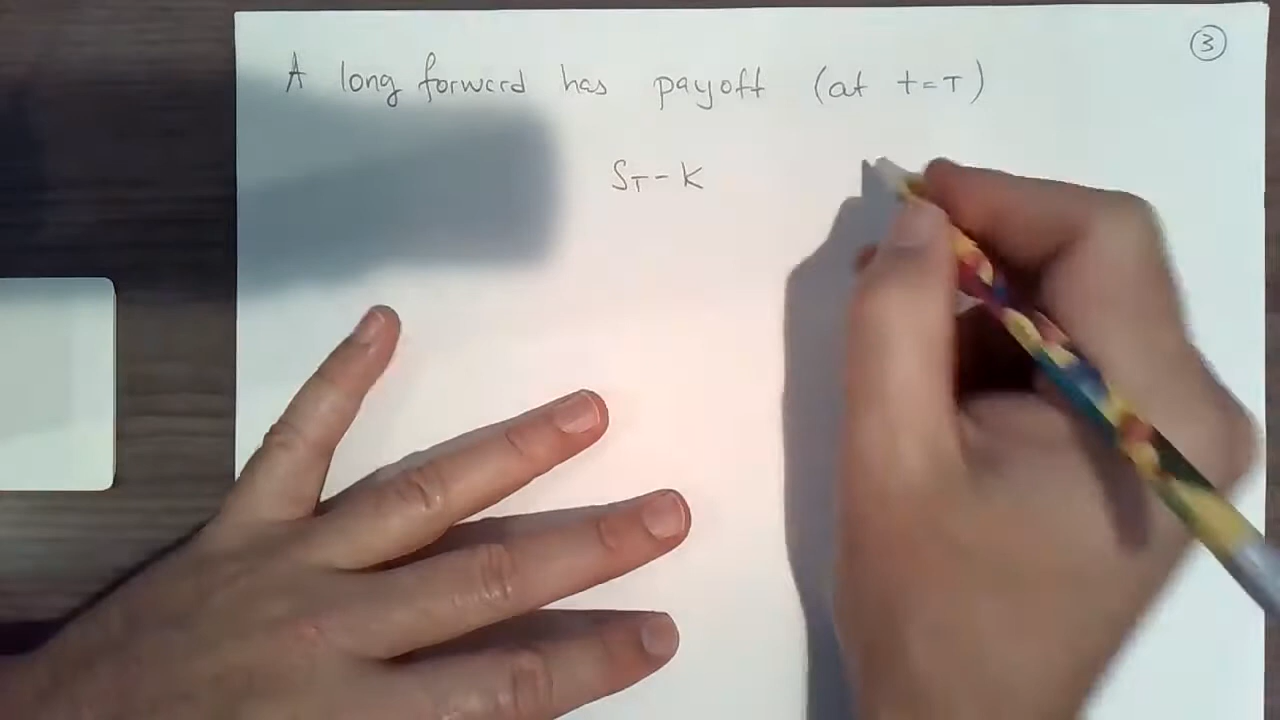 ③
A long forward has payoff (at t=T)
S_T - K